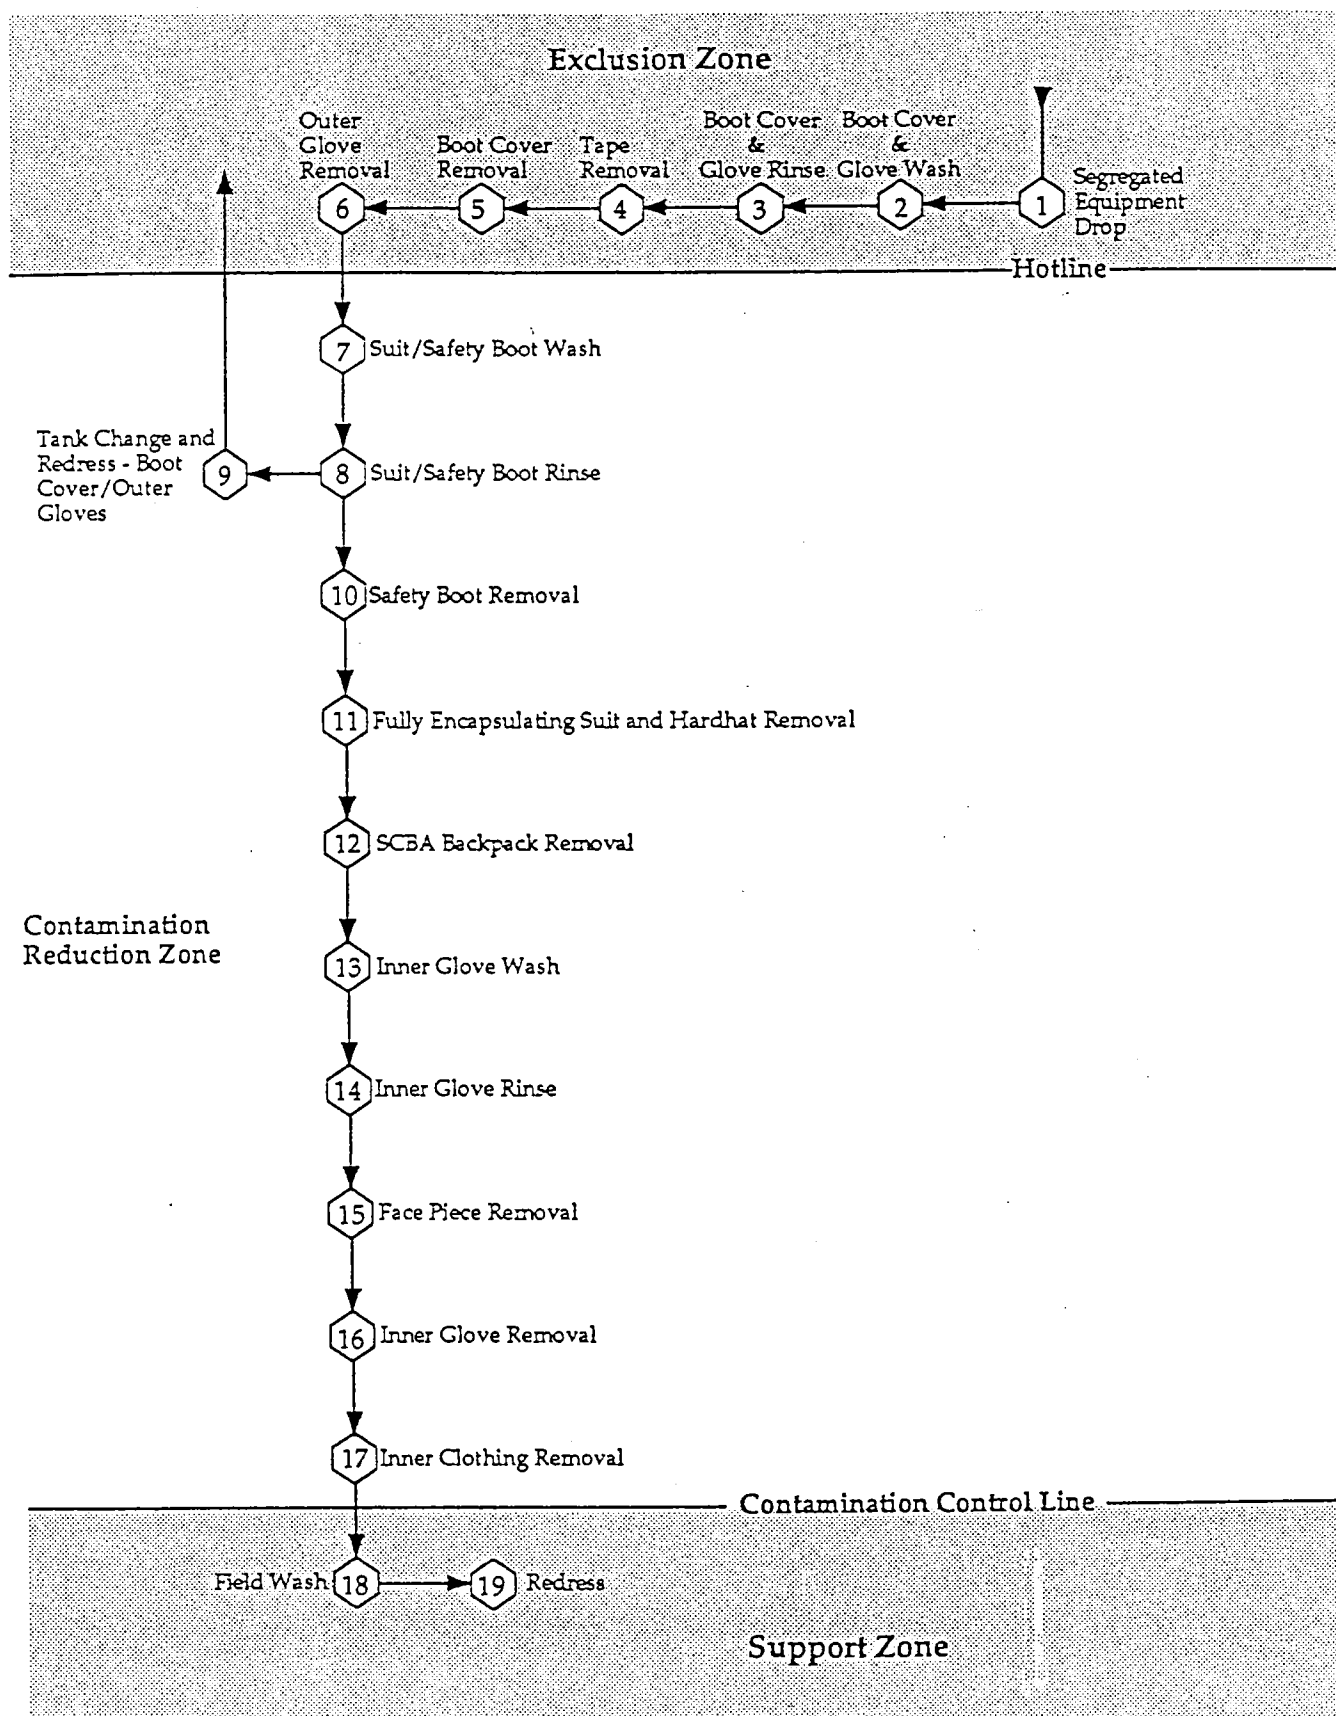 Exclusion Zone
Outer
Glove
Removal
Boot Cover
Removal
Tape
Removal
Boot Cover
&
Glove Rinse
Boot Cover
&
Glove Wash
6
5
4
3
2
1
Segregated
Equipment
Drop
Hotline
7
Suit/Safety Boot Wash
Tank Change and
Redress - Boot
Cover/Outer
Gloves
9
8
Suit/Safety Boot Rinse
10
Safety Boot Removal
11
Fully Encapsulating Suit and Hardhat Removal
12
SCBA Backpack Removal
Contamination
Reduction Zone
13
Inner Glove Wash
14
Inner Glove Rinse
15
Face Piece Removal
16
Inner Glove Removal
17
Inner Clothing Removal
Contamination Control Line
Field Wash
18
19
Redress
Support Zone